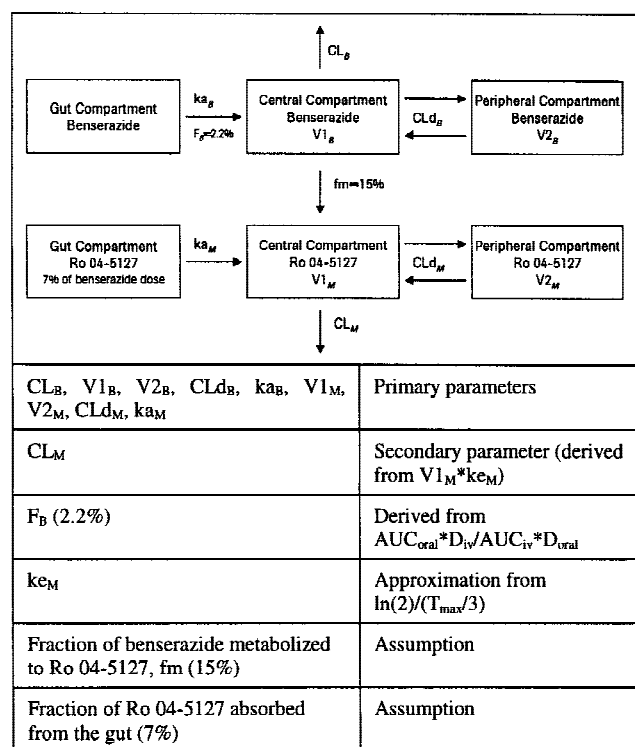 CL_B
Gut Compartment
Benserazide
ka_B
F_B=2.2%
Central Compartment
Benserazide
V1_B
CLd_B
Peripheral Compartment
Benserazide
V2_B
fm=15%
Gut Compartment
Ro 04-5127
7% of benserazide dose
ka_M
Central Compartment
Ro 04-5127
V1_M
CLd_M
Peripheral Compartment
Ro 04-5127
V2_M
CL_M
CL_B, V1_B, V2_B, CLd_B, ka_B, V1_M,
V2_M, CLd_M, ka_M
Primary parameters
CL_M
Secondary parameter (derived
from V1_M*ke_M)
F_B (2.2%)
Derived from
AUC_oral*D_iv/AUC_iv*D_oral
ke_M
Approximation from
ln(2)/(T_max/3)
Fraction of benserazide metabolized
to Ro 04-5127, fm (15%)
Assumption
Fraction of Ro 04-5127 absorbed
from the gut (7%)
Assumption